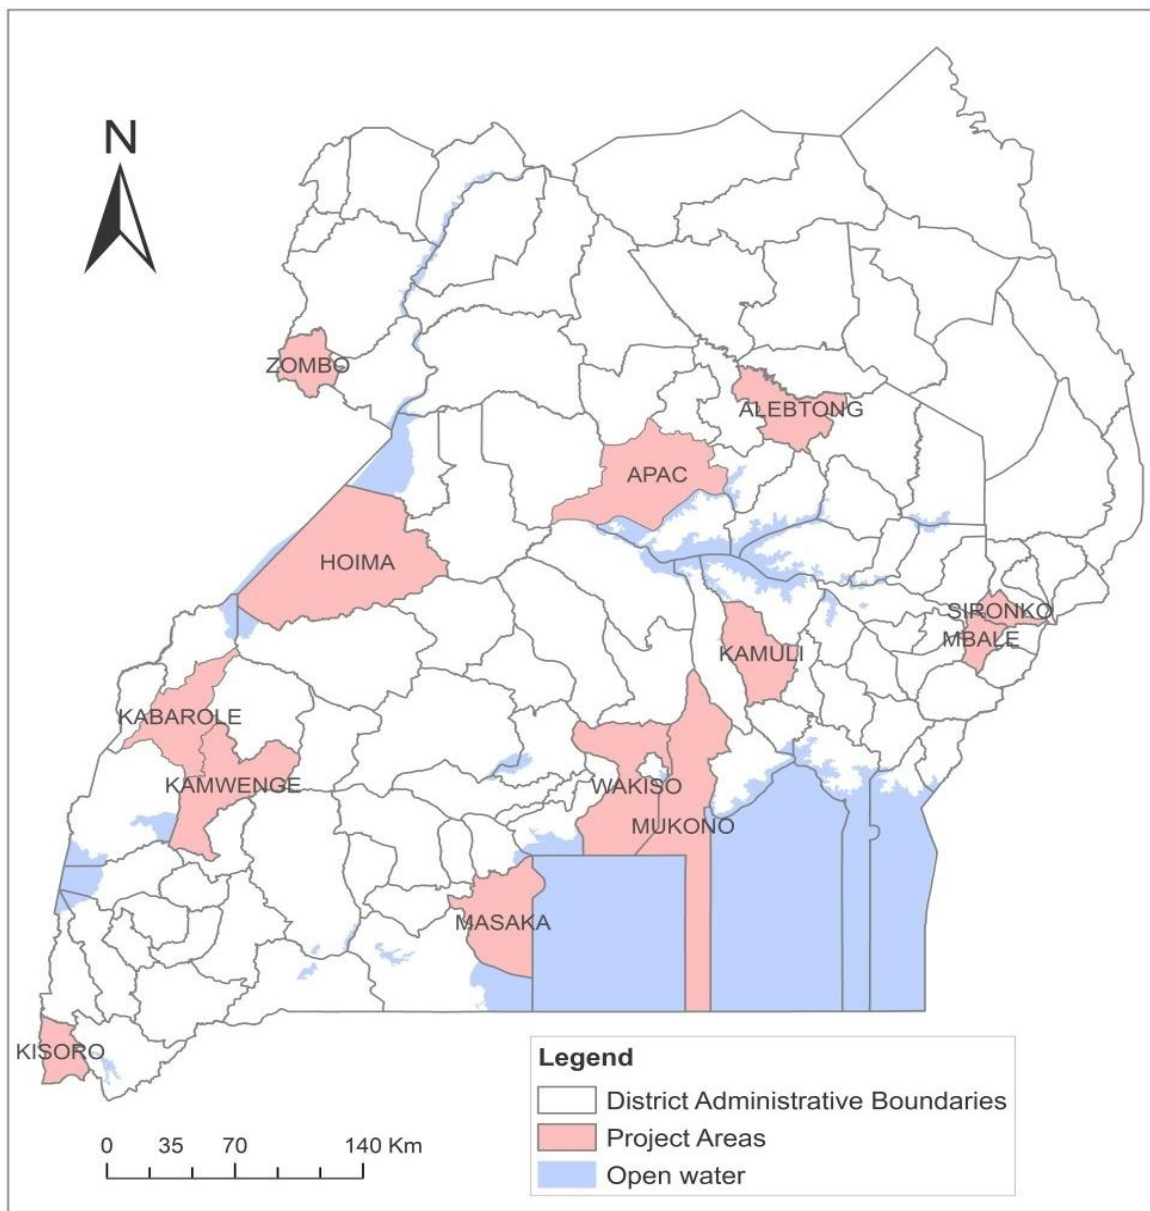 N
ZOMBO
ALEBTONG
APAC
HOIMA
SIRONKO
MBALE
KAMULI
KABAROLE
KAMWENGE
WAKISO
MUKONO
MASAKA
KISORO
Legend
District Administrative Boundaries
Project Areas
Open water
0 35 70 140 Km